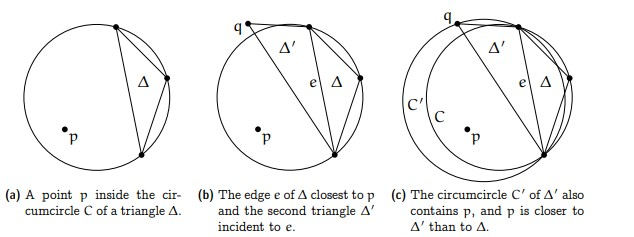 Δ
p
q
Δ′
e Δ
p
q
Δ′
e Δ
C′
C
p
(a) A point p inside the cir-
cumcircle C of a triangle Δ.
(b) The edge e of Δ closest to p
and the second triangle Δ′
incident to e.
(c) The circumcircle C′ of Δ′ also
contains p, and p is closer to
Δ′ than to Δ.